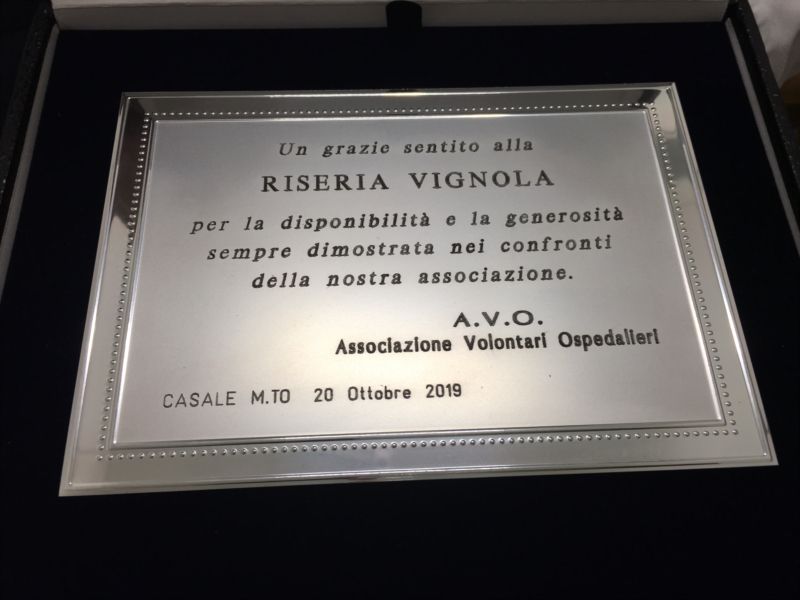 Un grazie sentito alla
RISERIA VIGNOLA
per la disponibilità e la generosità
sempre dimostrata nei confronti
della nostra associazione.
A.V.O.
Associazione Volontari Ospedalieri
CASALE M.TO 20 Ottobre 2019